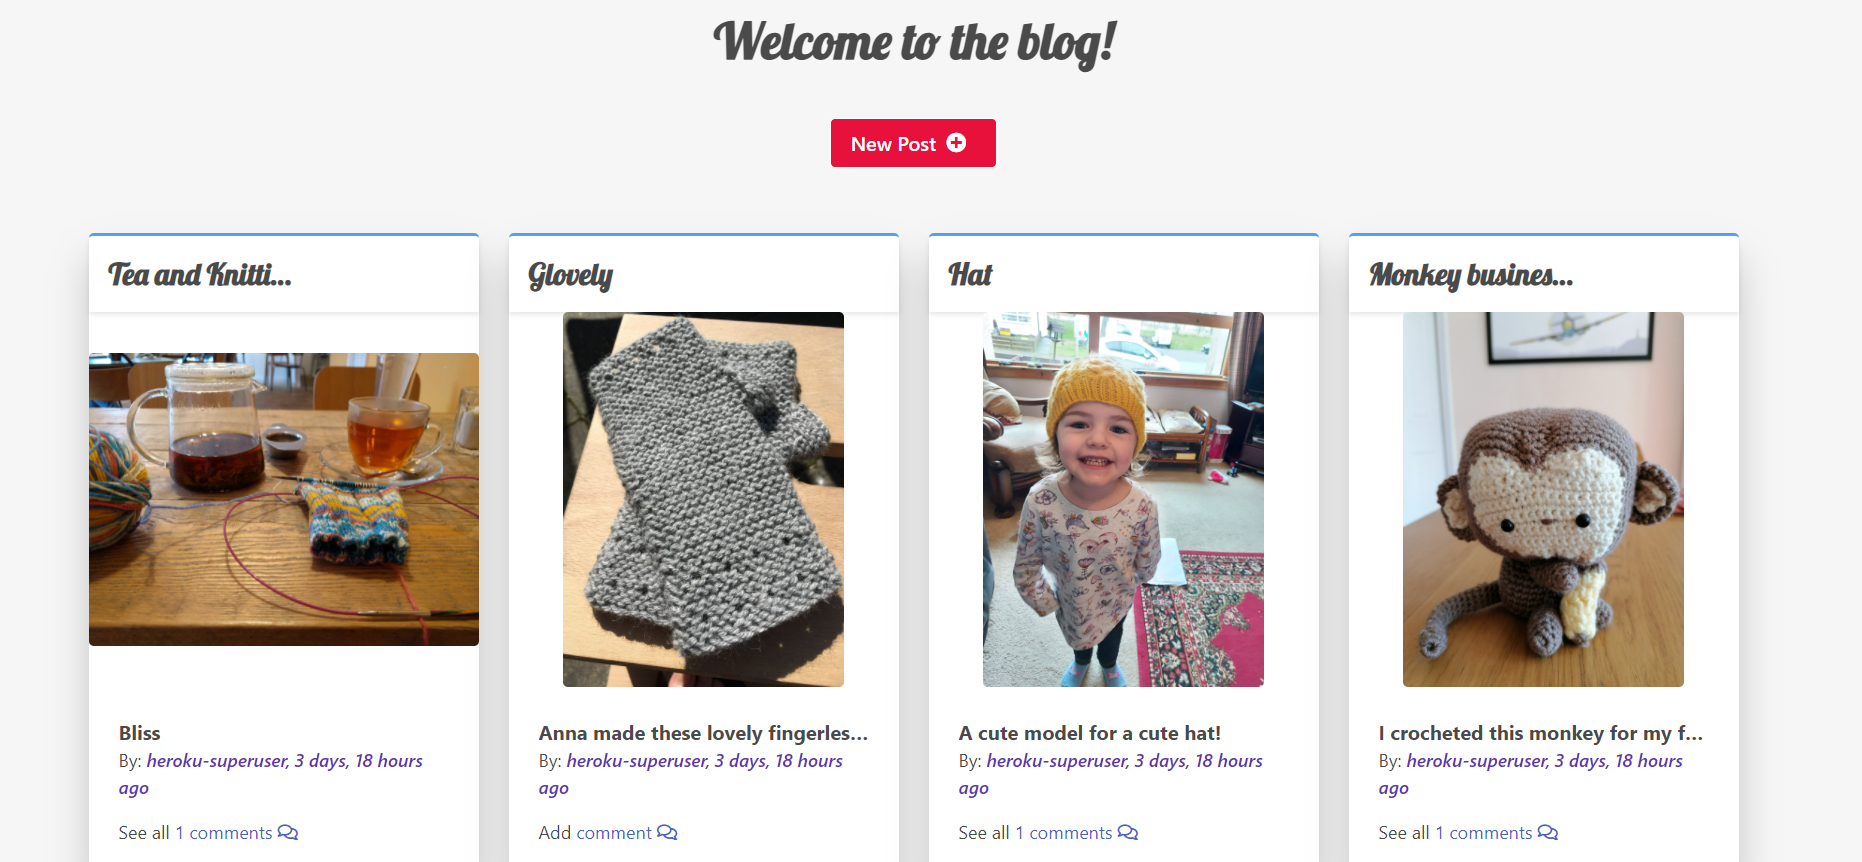 Welcome to the blog!
New Post
Tea and Knitti...
Bliss
By: heroku-superuser, 3 days, 18 hours
ago
See all 1 comments
Glovely
Anna made these lovely fingerles...
By: heroku-superuser, 3 days, 18 hours
ago
Add comment
Hat
A cute model for a cute hat!
By: heroku-superuser, 3 days, 18 hours
ago
See all 1 comments
Monkey busines...
I crocheted this monkey for my f...
By: heroku-superuser, 3 days, 18 hours
ago
See all 1 comments